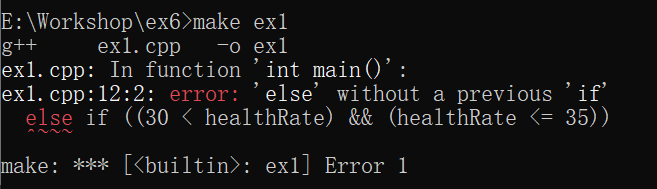 E:\Workshop\ex6>make ex1
g++     ex1.cpp   -o ex1
ex1.cpp: In function 'int main()':
ex1.cpp:12:2: error: 'else' without a previous 'if'
  else if ((30 < healthRate) && (healthRate <= 35))
  ^~~~
make: *** [<builtin>: ex1] Error 1